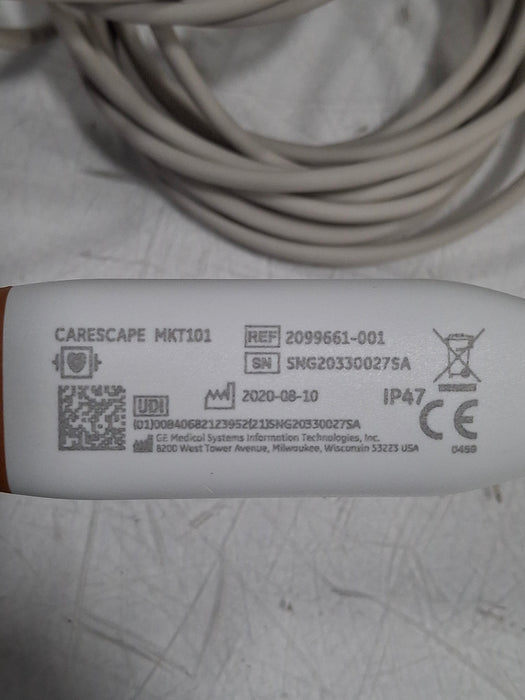 CARESCAPE MKT101
REF 2099661-001
SN SNG20330027SA
2020-08-10
IP47
UDI
(01)00840682123952(21)SNG20330027SA
GE Medical Systems Information Technologies, Inc.
8200 West Tower Avenue, Milwaukee, Wisconsin 53223 USA
CE
0459